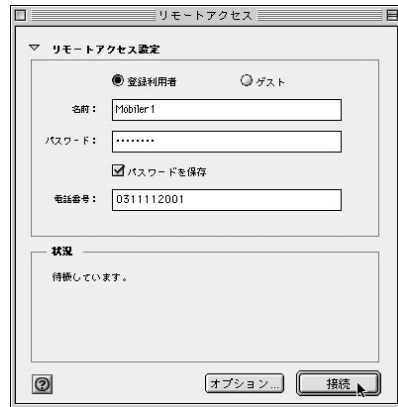 リモートアクセス
リモートアクセス設定
登録利用者 ゲスト
名前： Mobiler1
パスワード： ••••••••
パスワードを保存
電話番号： 0311112001
状況
待機しています。
? オプション... 接続